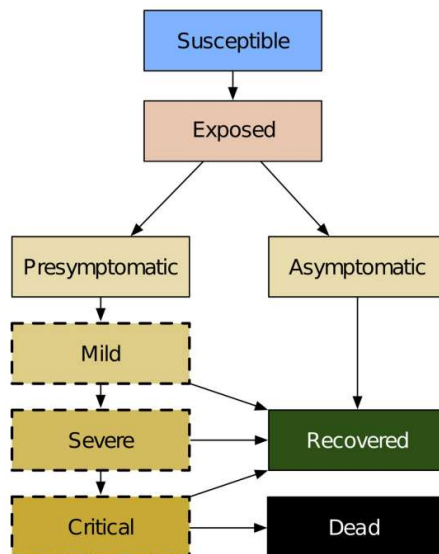 Susceptible
Exposed
Presymptomatic
Asymptomatic
Mild
Severe
Recovered
Critical
Dead